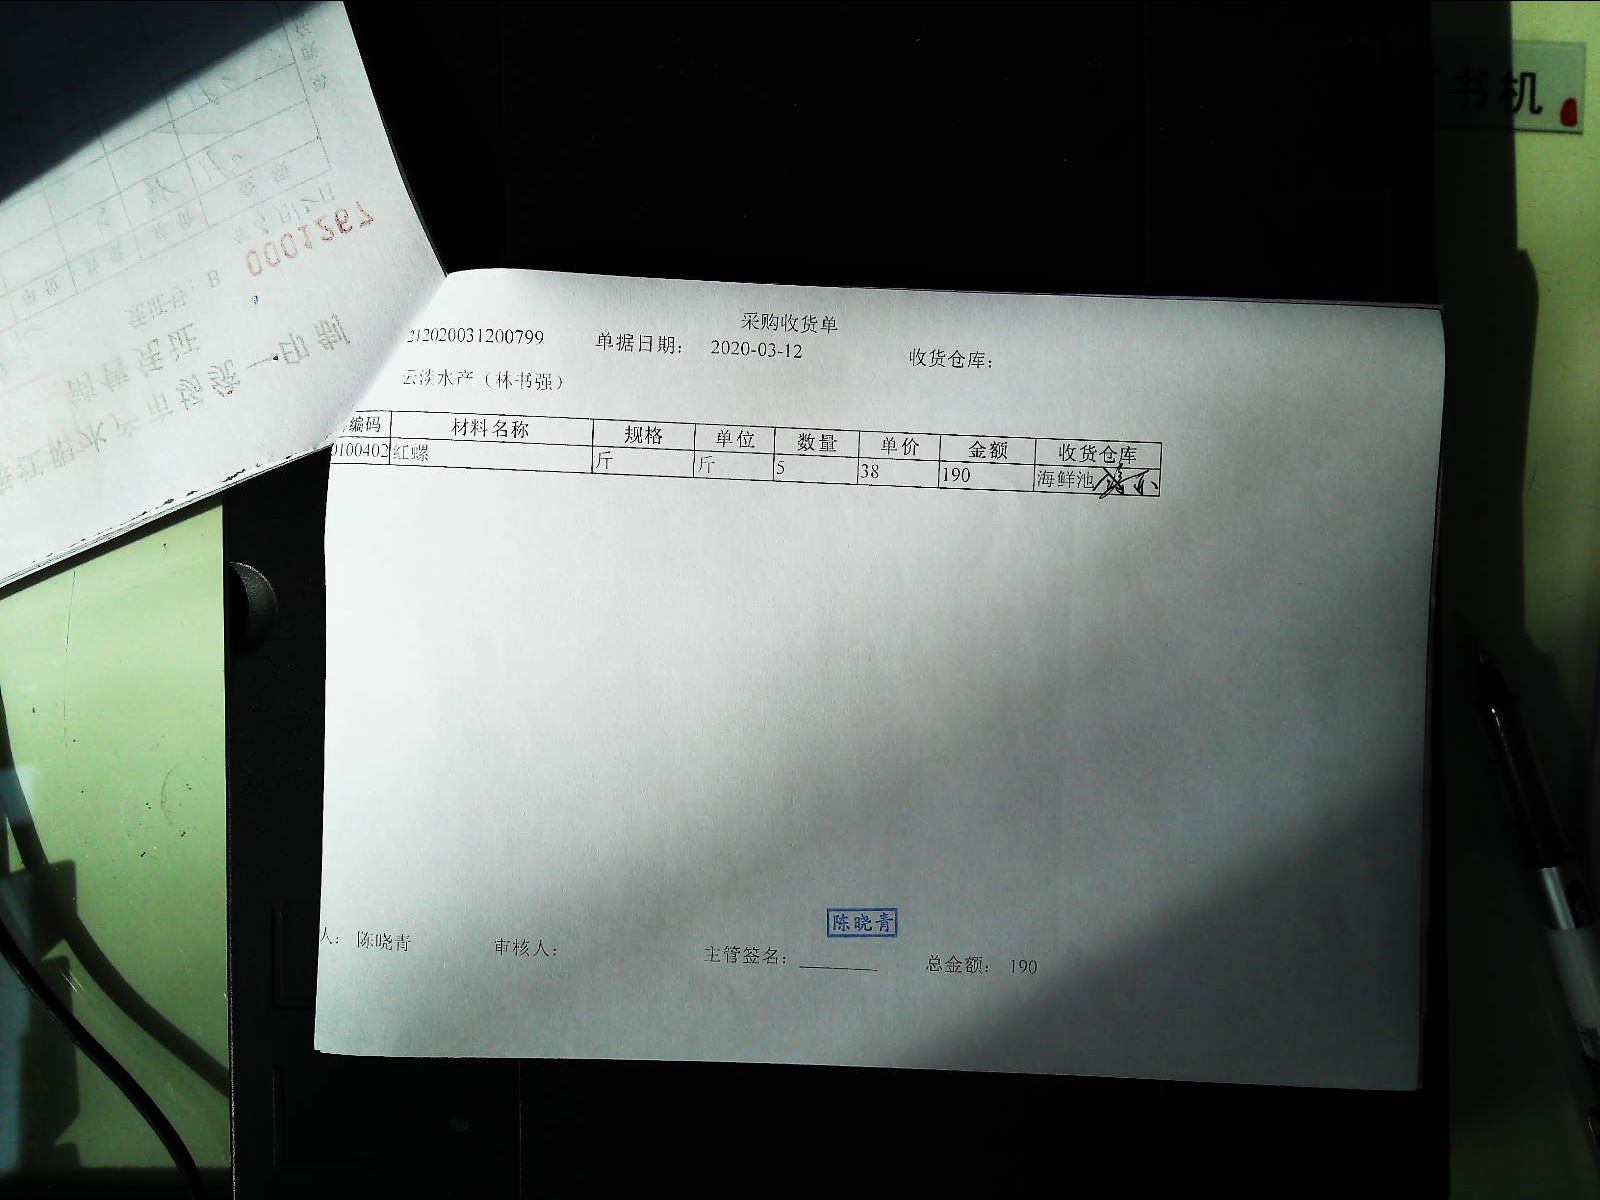 书机
0001267
采购收货单
212020031200799 单据日期： 2020-03-12 收货仓库：
云淡水产（林书强）
编码 材料名称 规格 单位 数量 单价 金额 收货仓库
0100402 红螺 斤 斤 5 38 190 海鲜池
陈晓青
人： 陈晓青 审核人： 主管签名： 总金额： 190